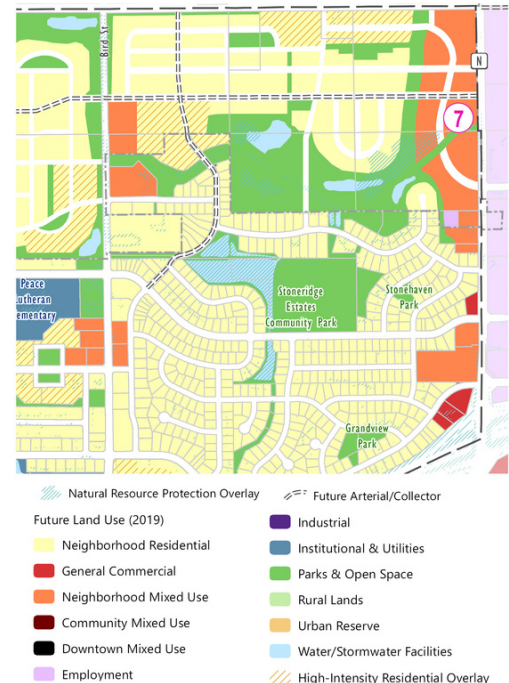 Bird St
N
7
Peace
Lutheran
Elementary
Stoneridge
Estates
Community Park
Stonehaven
Park
Grandview
Park
Natural Resource Protection Overlay
Future Arterial/Collector
Future Land Use (2019)
Neighborhood Residential
General Commercial
Neighborhood Mixed Use
Community Mixed Use
Downtown Mixed Use
Employment
Industrial
Institutional & Utilities
Parks & Open Space
Rural Lands
Urban Reserve
Water/Stormwater Facilities
High-Intensity Residential Overlay